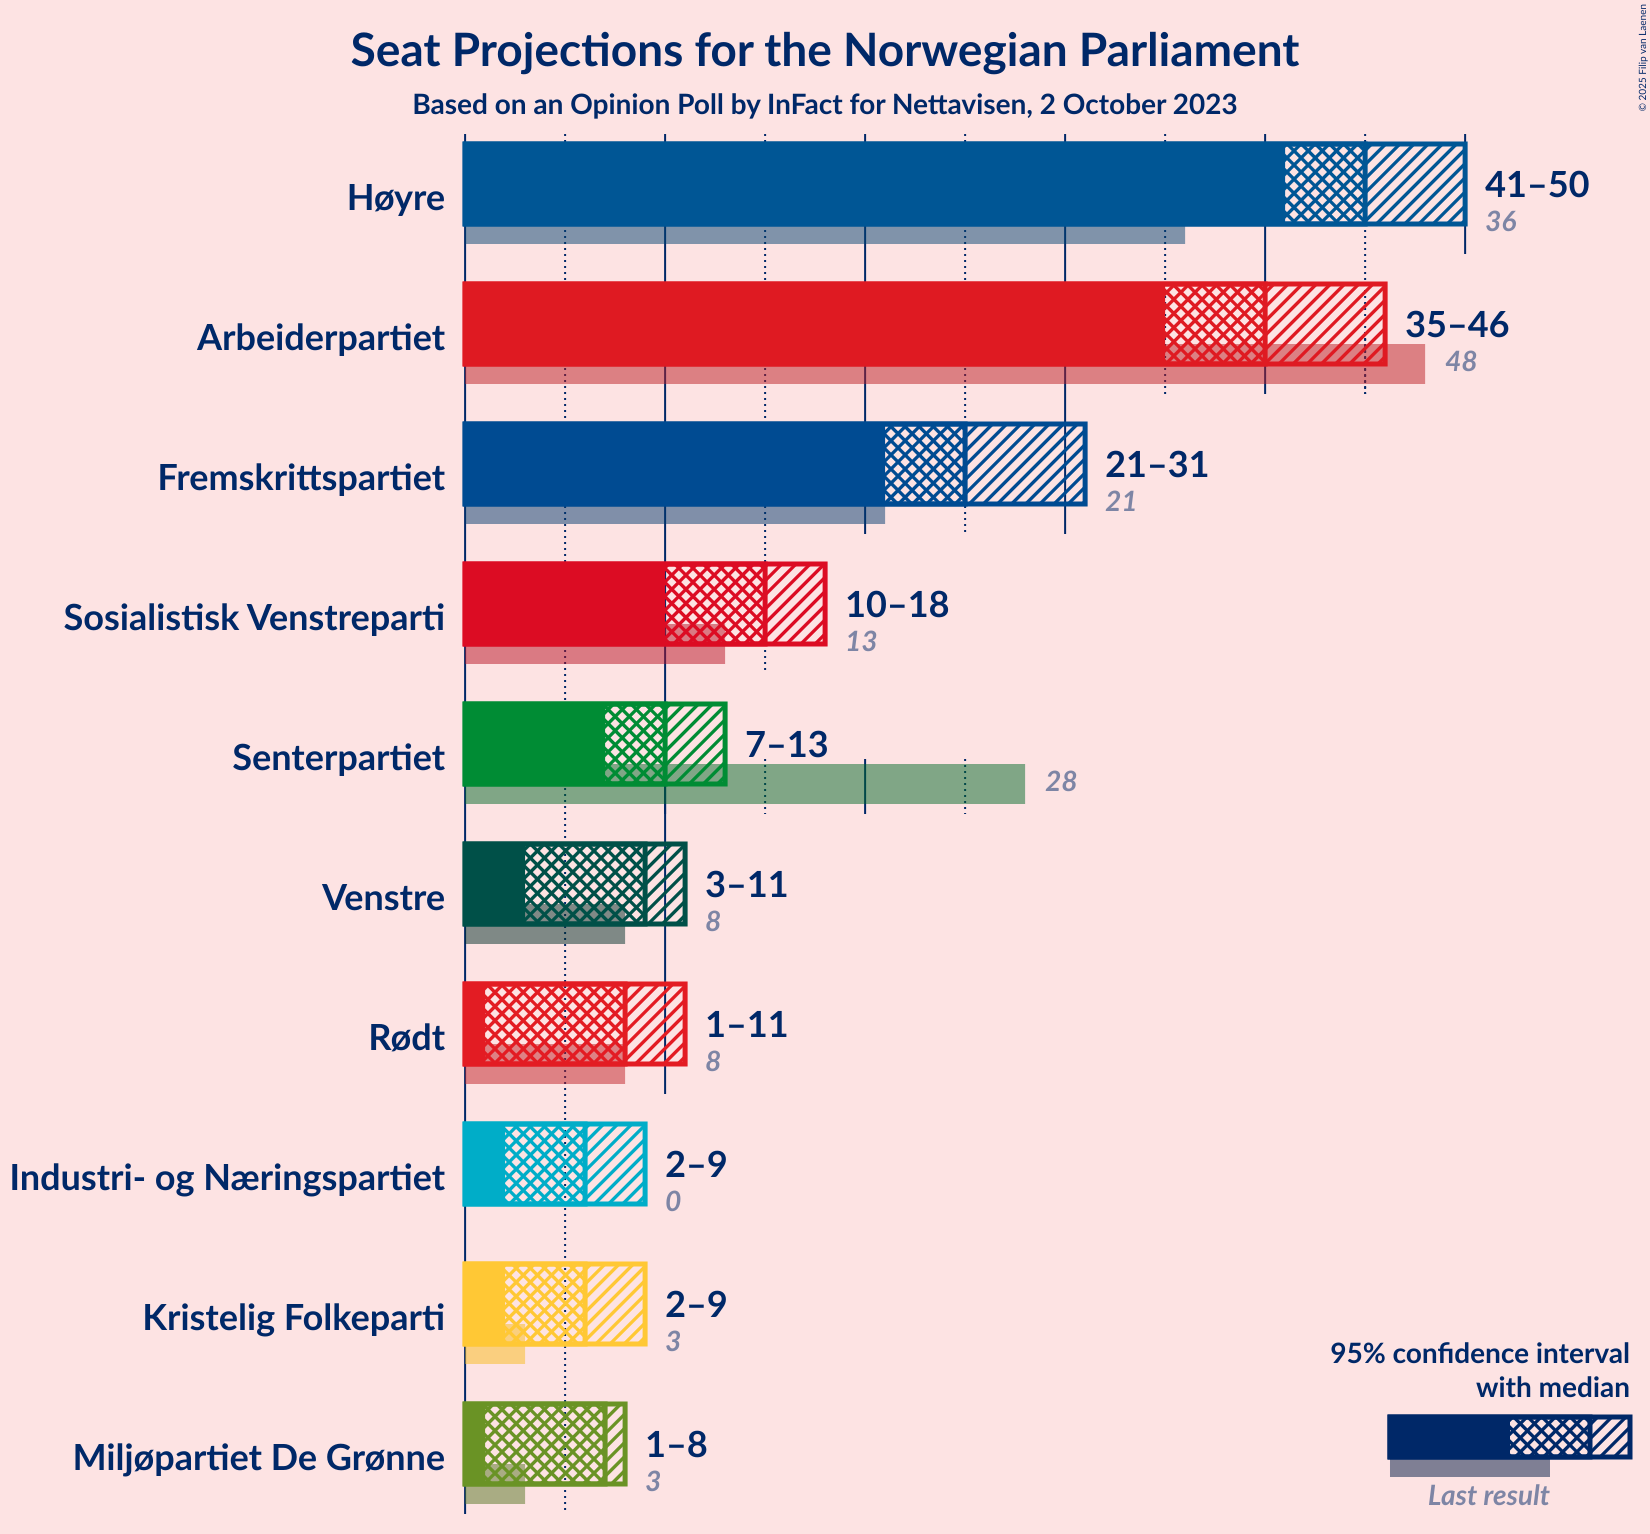 Seat Projections for the Norwegian Parliament
Based on an Opinion Poll by InFact for Nettavisen, 2 October 2023
© 2025 Filip van Laenen
Høyre
41–50
36
Arbeiderpartiet
35–46
48
Fremskrittspartiet
21–31
21
Sosialistisk Venstreparti
10–18
13
Senterpartiet
7–13
28
Venstre
3–11
8
Rødt
1–11
8
Industri- og Næringspartiet
2–9
0
Kristelig Folkeparti
2–9
3
Miljøpartiet De Grønne
1–8
3
95% confidence interval
with median
Last result